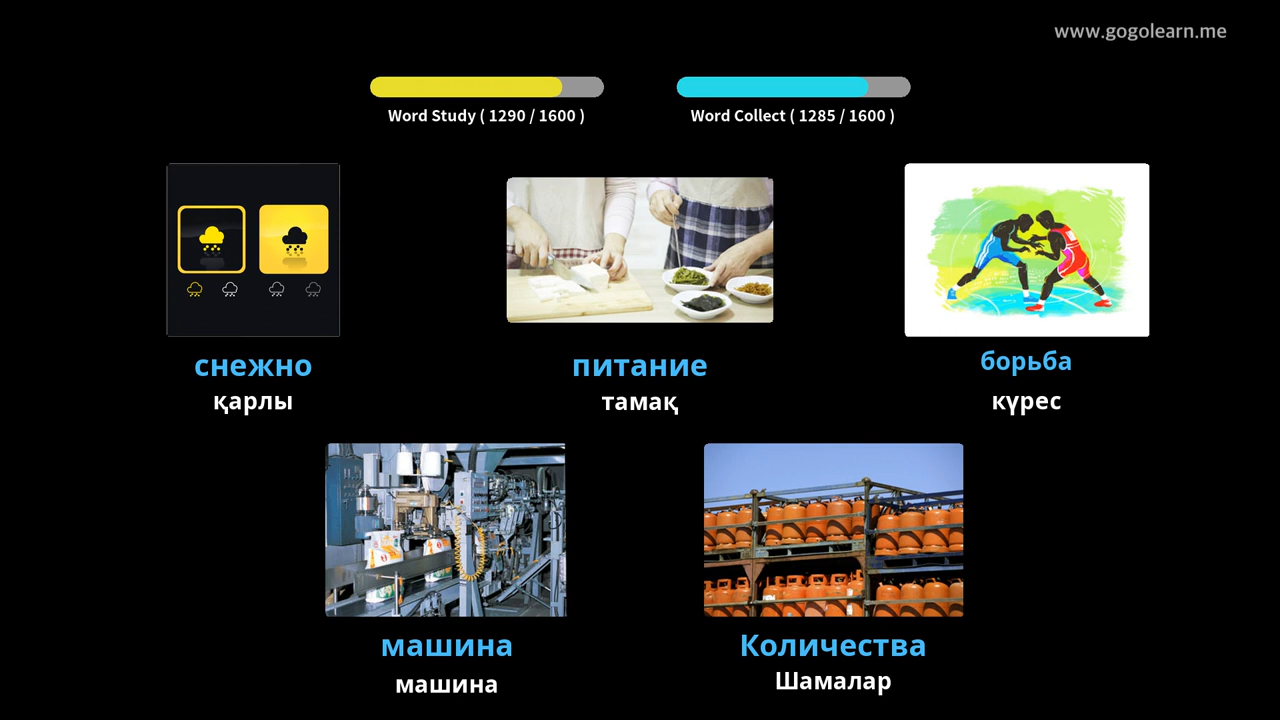 www.gogolearn.me
Word Study ( 1290 / 1600 )
Word Collect ( 1285 / 1600 )
снежно
қарлы
питание
тамақ
борьба
күрес
машина
машина
Количества
Шамалар